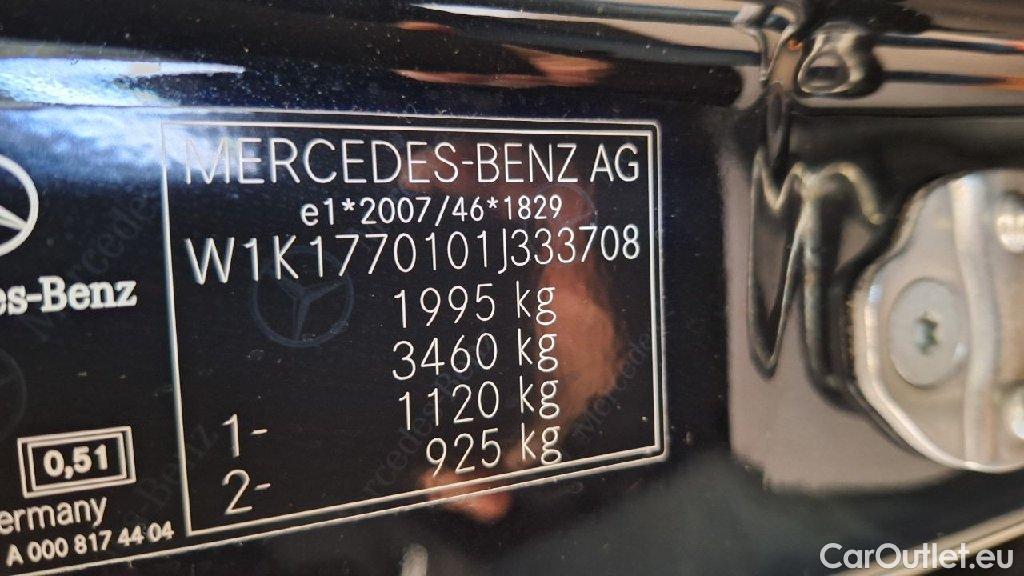 MERCEDES-BENZ AG
e1*2007/46*1829
W1K1770101J333708
1995 kg
3460 kg
1- 1120 kg
2- 925 kg
es-Benz
0,51
ermany
A 000 817 44 04
CarOutlet.eu